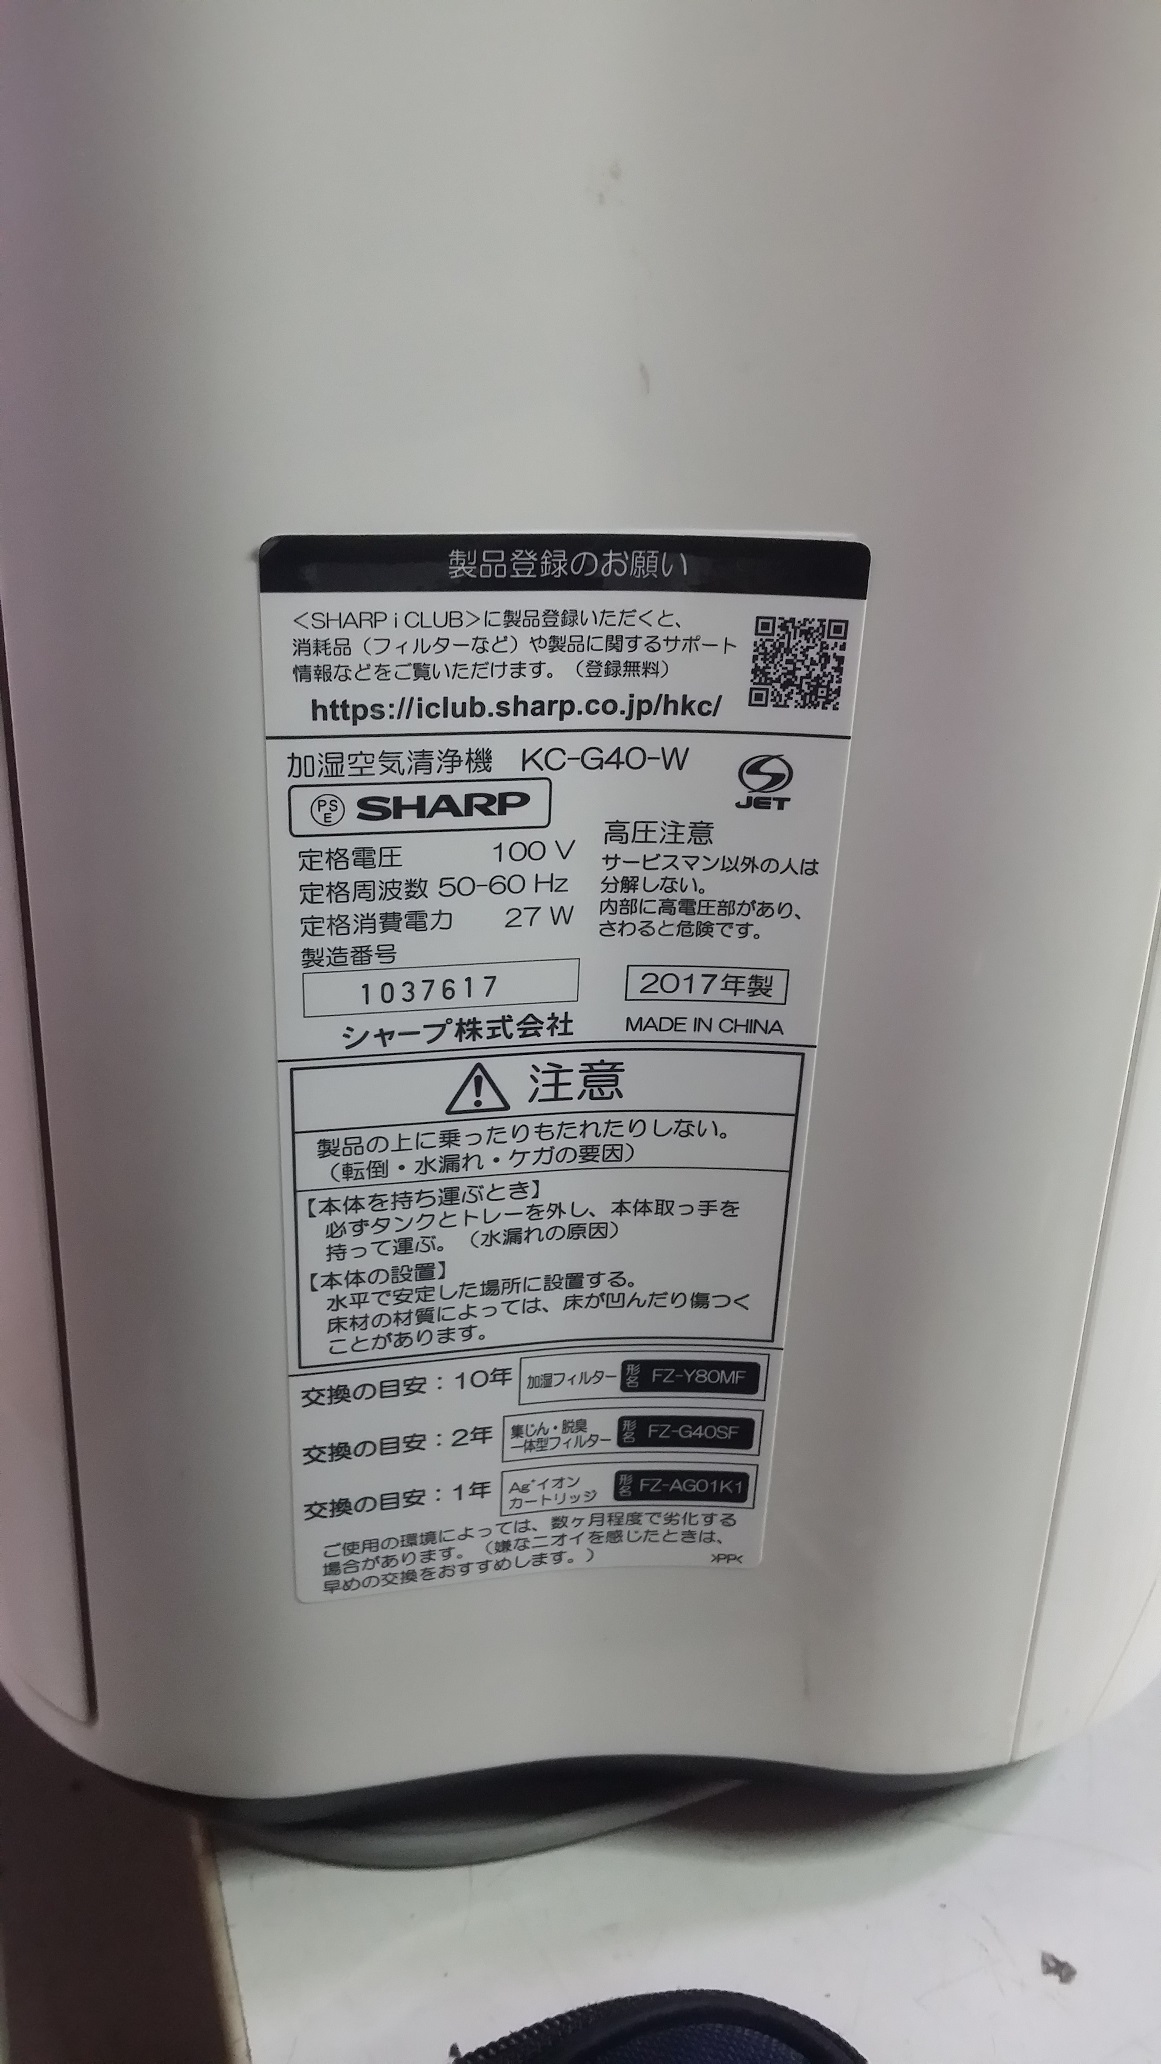 製品登録のお願い
＜SHARP i CLUB＞に製品登録いただくと、
消耗品（フィルターなど）や製品に関するサポート
情報などをご覧いただけます。（登録無料）
https://iclub.sharp.co.jp/hkc/
加湿空気清浄機 KC-G40-W
PS
E
SHARP
JET
定格電圧 100 V
定格周波数 50-60 Hz
定格消費電力 27 W
製造番号
1037617
シャープ株式会社
高圧注意
サービスマン以外の人は
分解しない。
内部に高電圧部があり、
さわると危険です。
2017年製
MADE IN CHINA
注意
製品の上に乗ったりもたれたりしない。
（転倒・水漏れ・ケガの要因）
【本体を持ち運ぶとき】
必ずタンクとトレーを外し、本体取っ手を
持って運ぶ。（水漏れの原因）
【本体の設置】
水平で安定した場所に設置する。
床材の材質によっては、床が凹んだり傷つく
ことがあります。
交換の目安：10年 加湿フィルター 形名 FZ-Y80MF
交換の目安：2年 集じん・脱臭
一体型フィルター 形名 FZ-G40SF
交換の目安：1年 Ag⁺イオン
カートリッジ 形名 FZ-AG01K1
ご使用の環境によっては、数ヶ月程度で劣化する
場合があります。（嫌なニオイを感じたときは、
早めの交換をおすすめします。）
>PP<